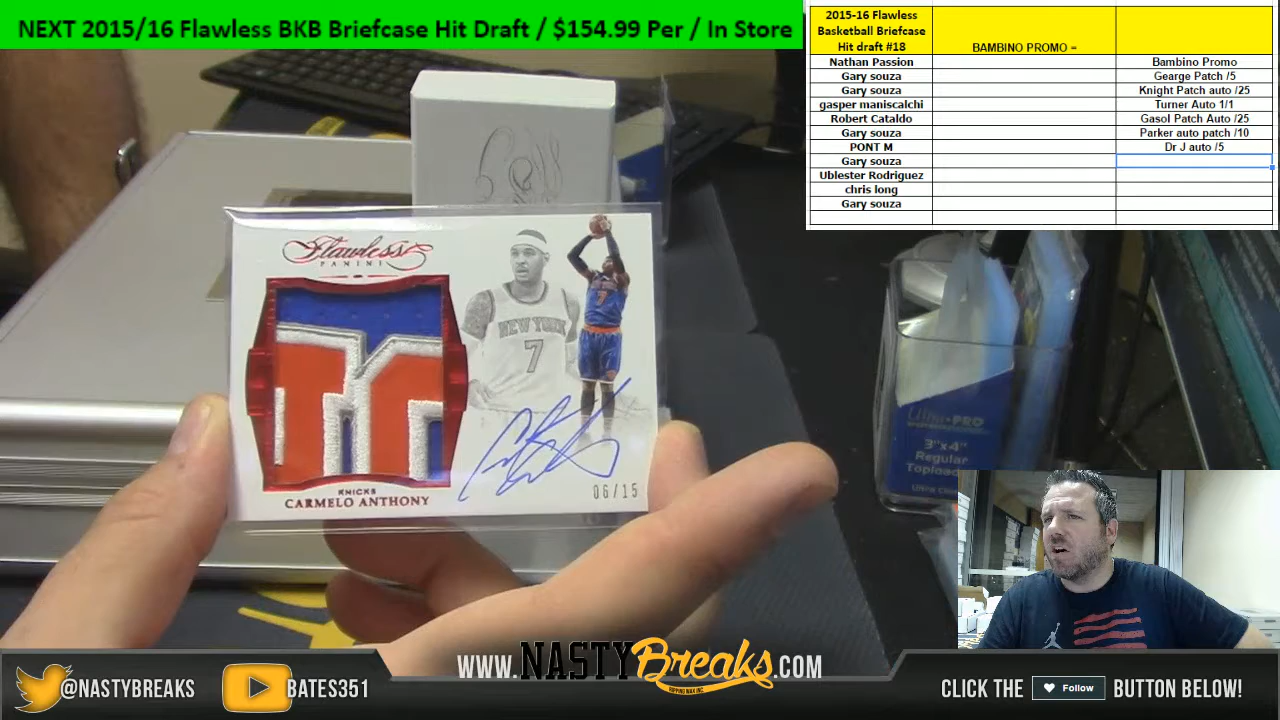 NEXT 2015/16 Flawless BKB Briefcase Hit Draft / $154.99 Per / In Store
2015-16 Flawless
Basketball Briefcase
Hit draft #18
BAMBINO PROMO =
Nathan Passion
Bambino Promo
Gary souza
Gearge Patch /5
Gary souza
Knight Patch auto /25
gasper maniscalchi
Turner Auto 1/1
Robert Cataldo
Gasol Patch Auto /25
Gary souza
Parker auto patch /10
PONT M
Dr J auto /5
Gary souza
Ublester Rodriguez
chris long
Gary souza
Flawless
PANINI
NEW YORK
7
7
KNICKS
CARMELO ANTHONY
06/15
Ultra PRO
3"x4"
Regular
Toploader
@NASTYBREAKS
BATES351
WWW.NASTYBreaks.COM
RIPPING WAX INC.
CLICK THE
Follow
BUTTON BELOW!